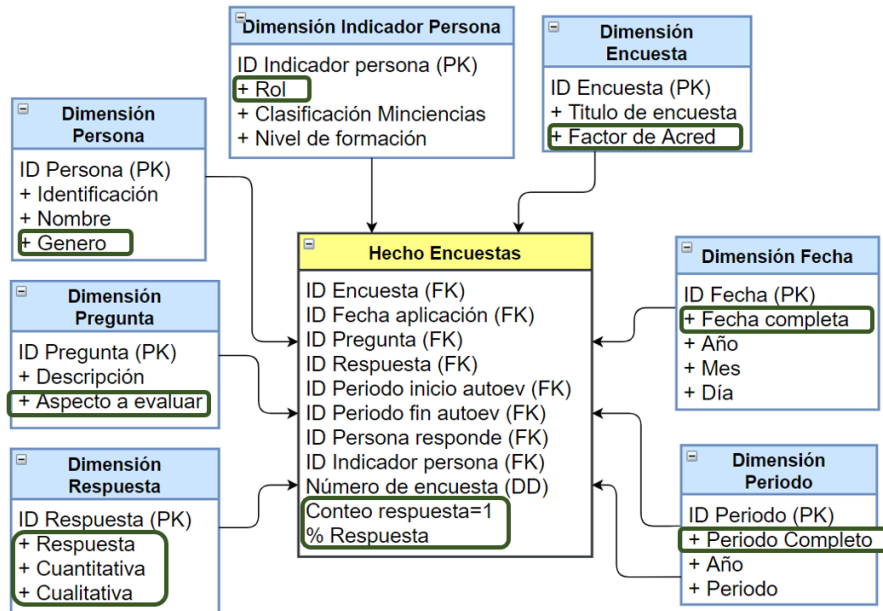 Dimensión Indicador Persona
ID Indicador persona (PK)
+ Rol
+ Clasificación Minciencias
+ Nivel de formación
Dimensión
Encuesta
ID Encuesta (PK)
+ Titulo de encuesta
+ Factor de Acred
Dimensión
Persona
ID Persona (PK)
+ Identificación
+ Nombre
+ Genero
Hecho Encuestas
ID Encuesta (FK)
ID Fecha aplicación (FK)
ID Pregunta (FK)
ID Respuesta (FK)
ID Periodo inicio autoev (FK)
ID Periodo fin autoev (FK)
ID Persona responde (FK)
ID Indicador persona (FK)
Número de encuesta (DD)
Conteo respuesta=1
% Respuesta
Dimensión Fecha
ID Fecha (PK)
+ Fecha completa
+ Año
+ Mes
+ Día
Dimensión
Pregunta
ID Pregunta (PK)
+ Descripción
+ Aspecto a evaluar
Dimensión
Respuesta
ID Respuesta (PK)
+ Respuesta
+ Cuantitativa
+ Cualitativa
Dimensión
Periodo
ID Periodo (PK)
+ Periodo Completo
+ Año
+ Periodo